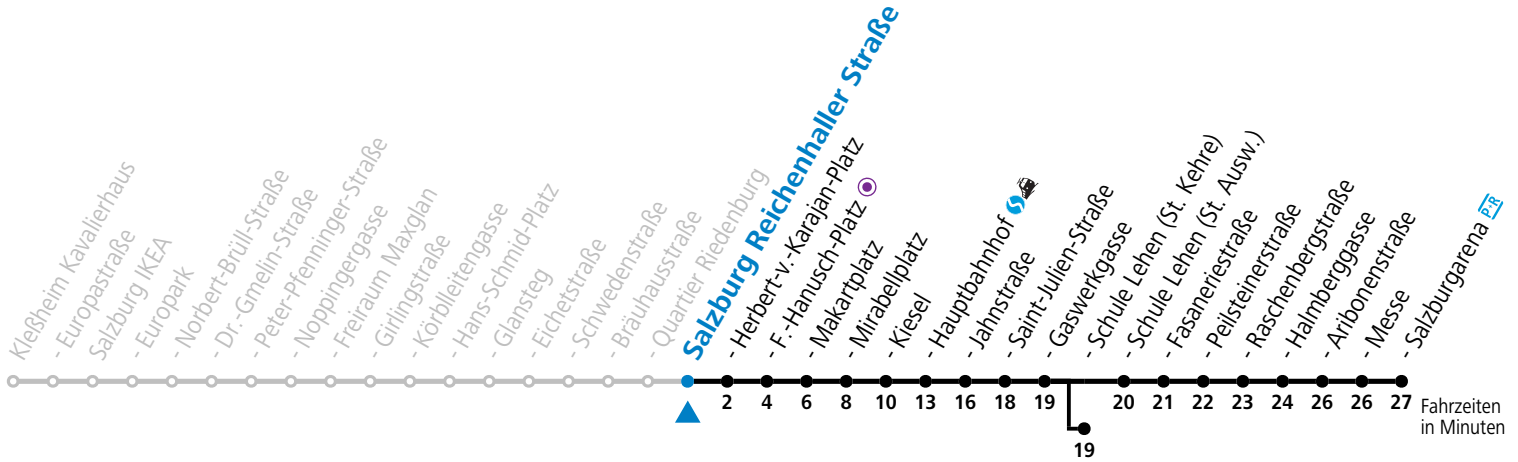 Kleßheim Kavalierhaus
- Europastraße
Salzburg IKEA
- Europark
- Norbert-Brüll-Straße
- Dr.-Gmelin-Straße
- Peter-Pfenninger-Straße
- Noppingergasse
- Freiraum Maxglan
- Girlingstraße
- Körblleitengasse
- Hans-Schmid-Platz
- Glansteg
- Eichetstraße
- Schwedenstraße
- Bräuhausstraße
- Quartier Riedenburg
Salzburg Reichenhaller Straße
- Herbert-v.-Karajan-Platz
- F.-Hanusch-Platz
- Makartplatz
- Mirabellplatz
- Kiesel
- Hauptbahnhof
- Jahnstraße
- Saint-Julien-Straße
- Gaswerkgasse
- Schule Lehen (St. Kehre)
- Schule Lehen (St. Ausw.)
- Fasaneriestraße
- Peilsteinerstraße
- Raschenbergstraße
- Halmberggasse
- Aribonenstraße
- Messe
- Salzburgarena P+R
2 4 6 8 10 13 16 18 19 20 21 22 23 24 26 26 27 Fahrzeiten
in Minuten
19